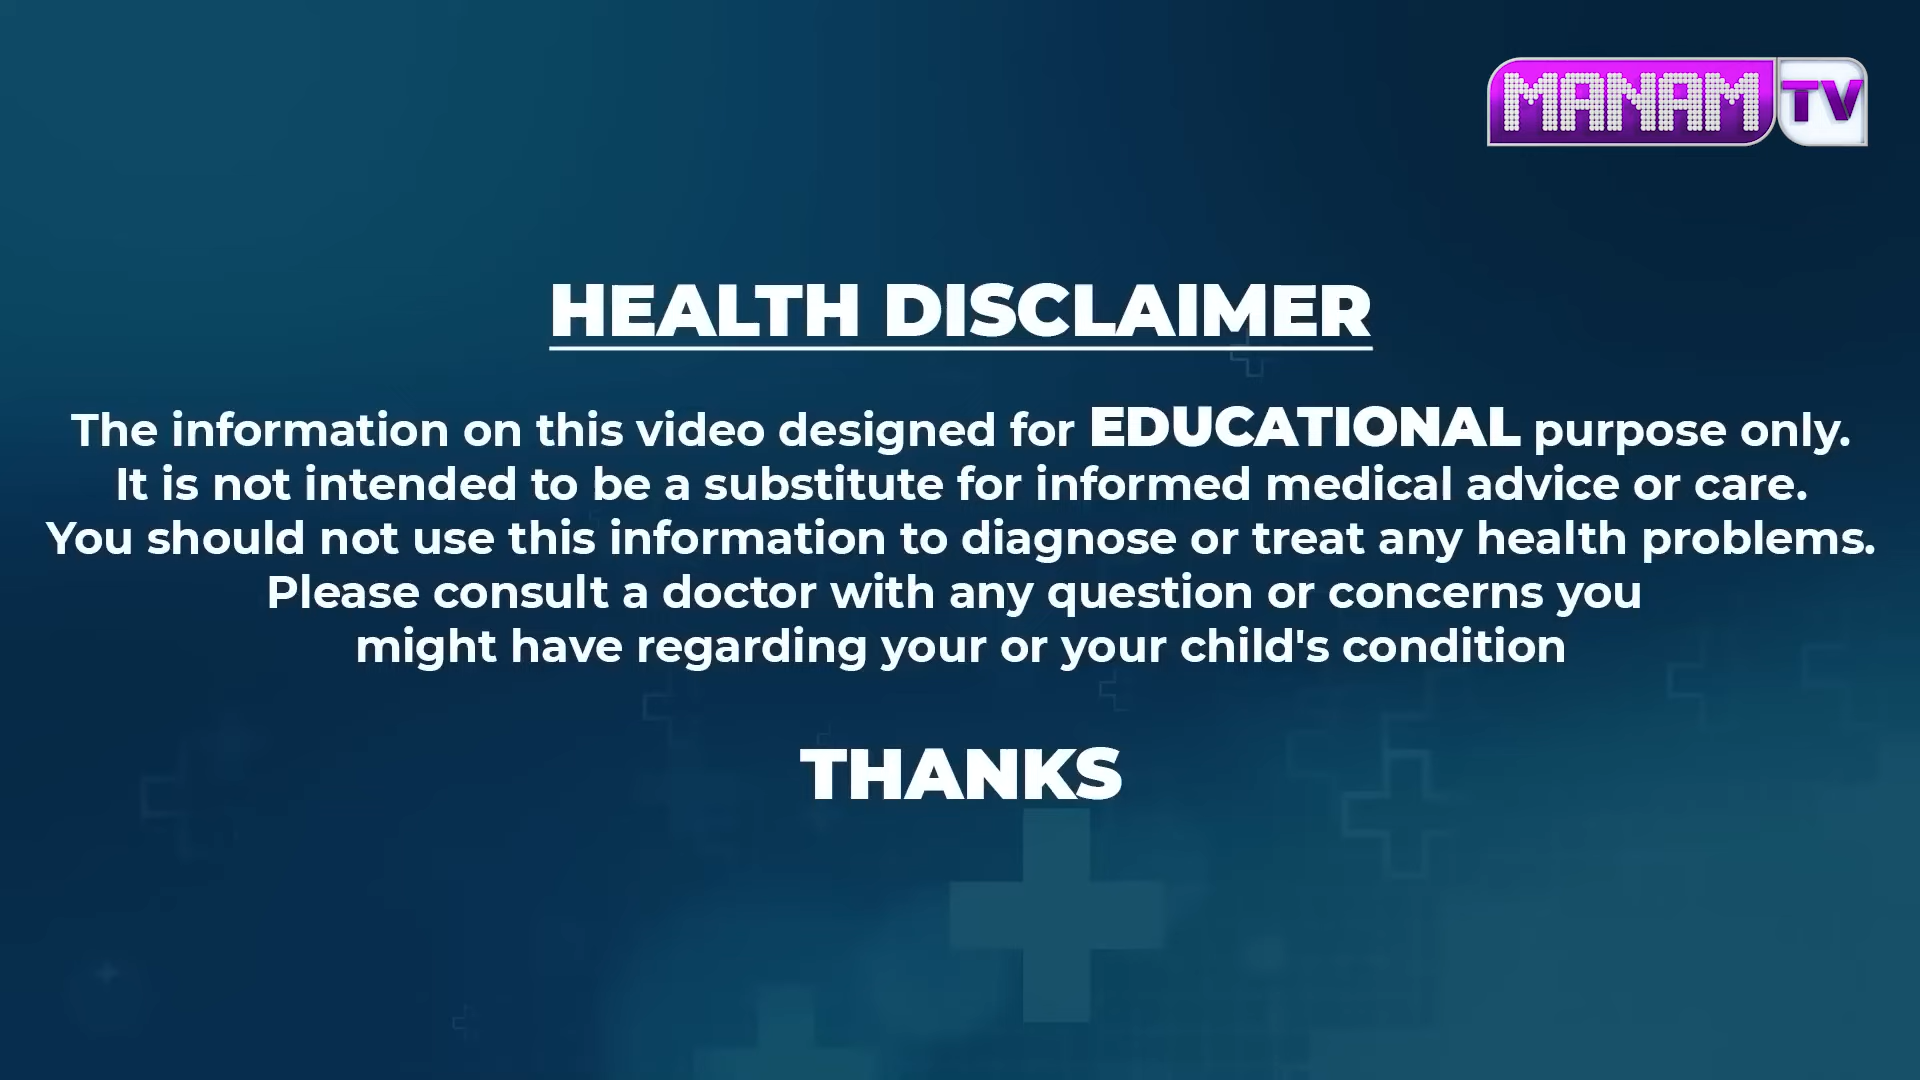 MANAM TV
HEALTH DISCLAIMER
The information on this video designed for EDUCATIONAL purpose only.
It is not intended to be a substitute for informed medical advice or care.
You should not use this information to diagnose or treat any health problems.
Please consult a doctor with any question or concerns you
might have regarding your or your child's condition
THANKS